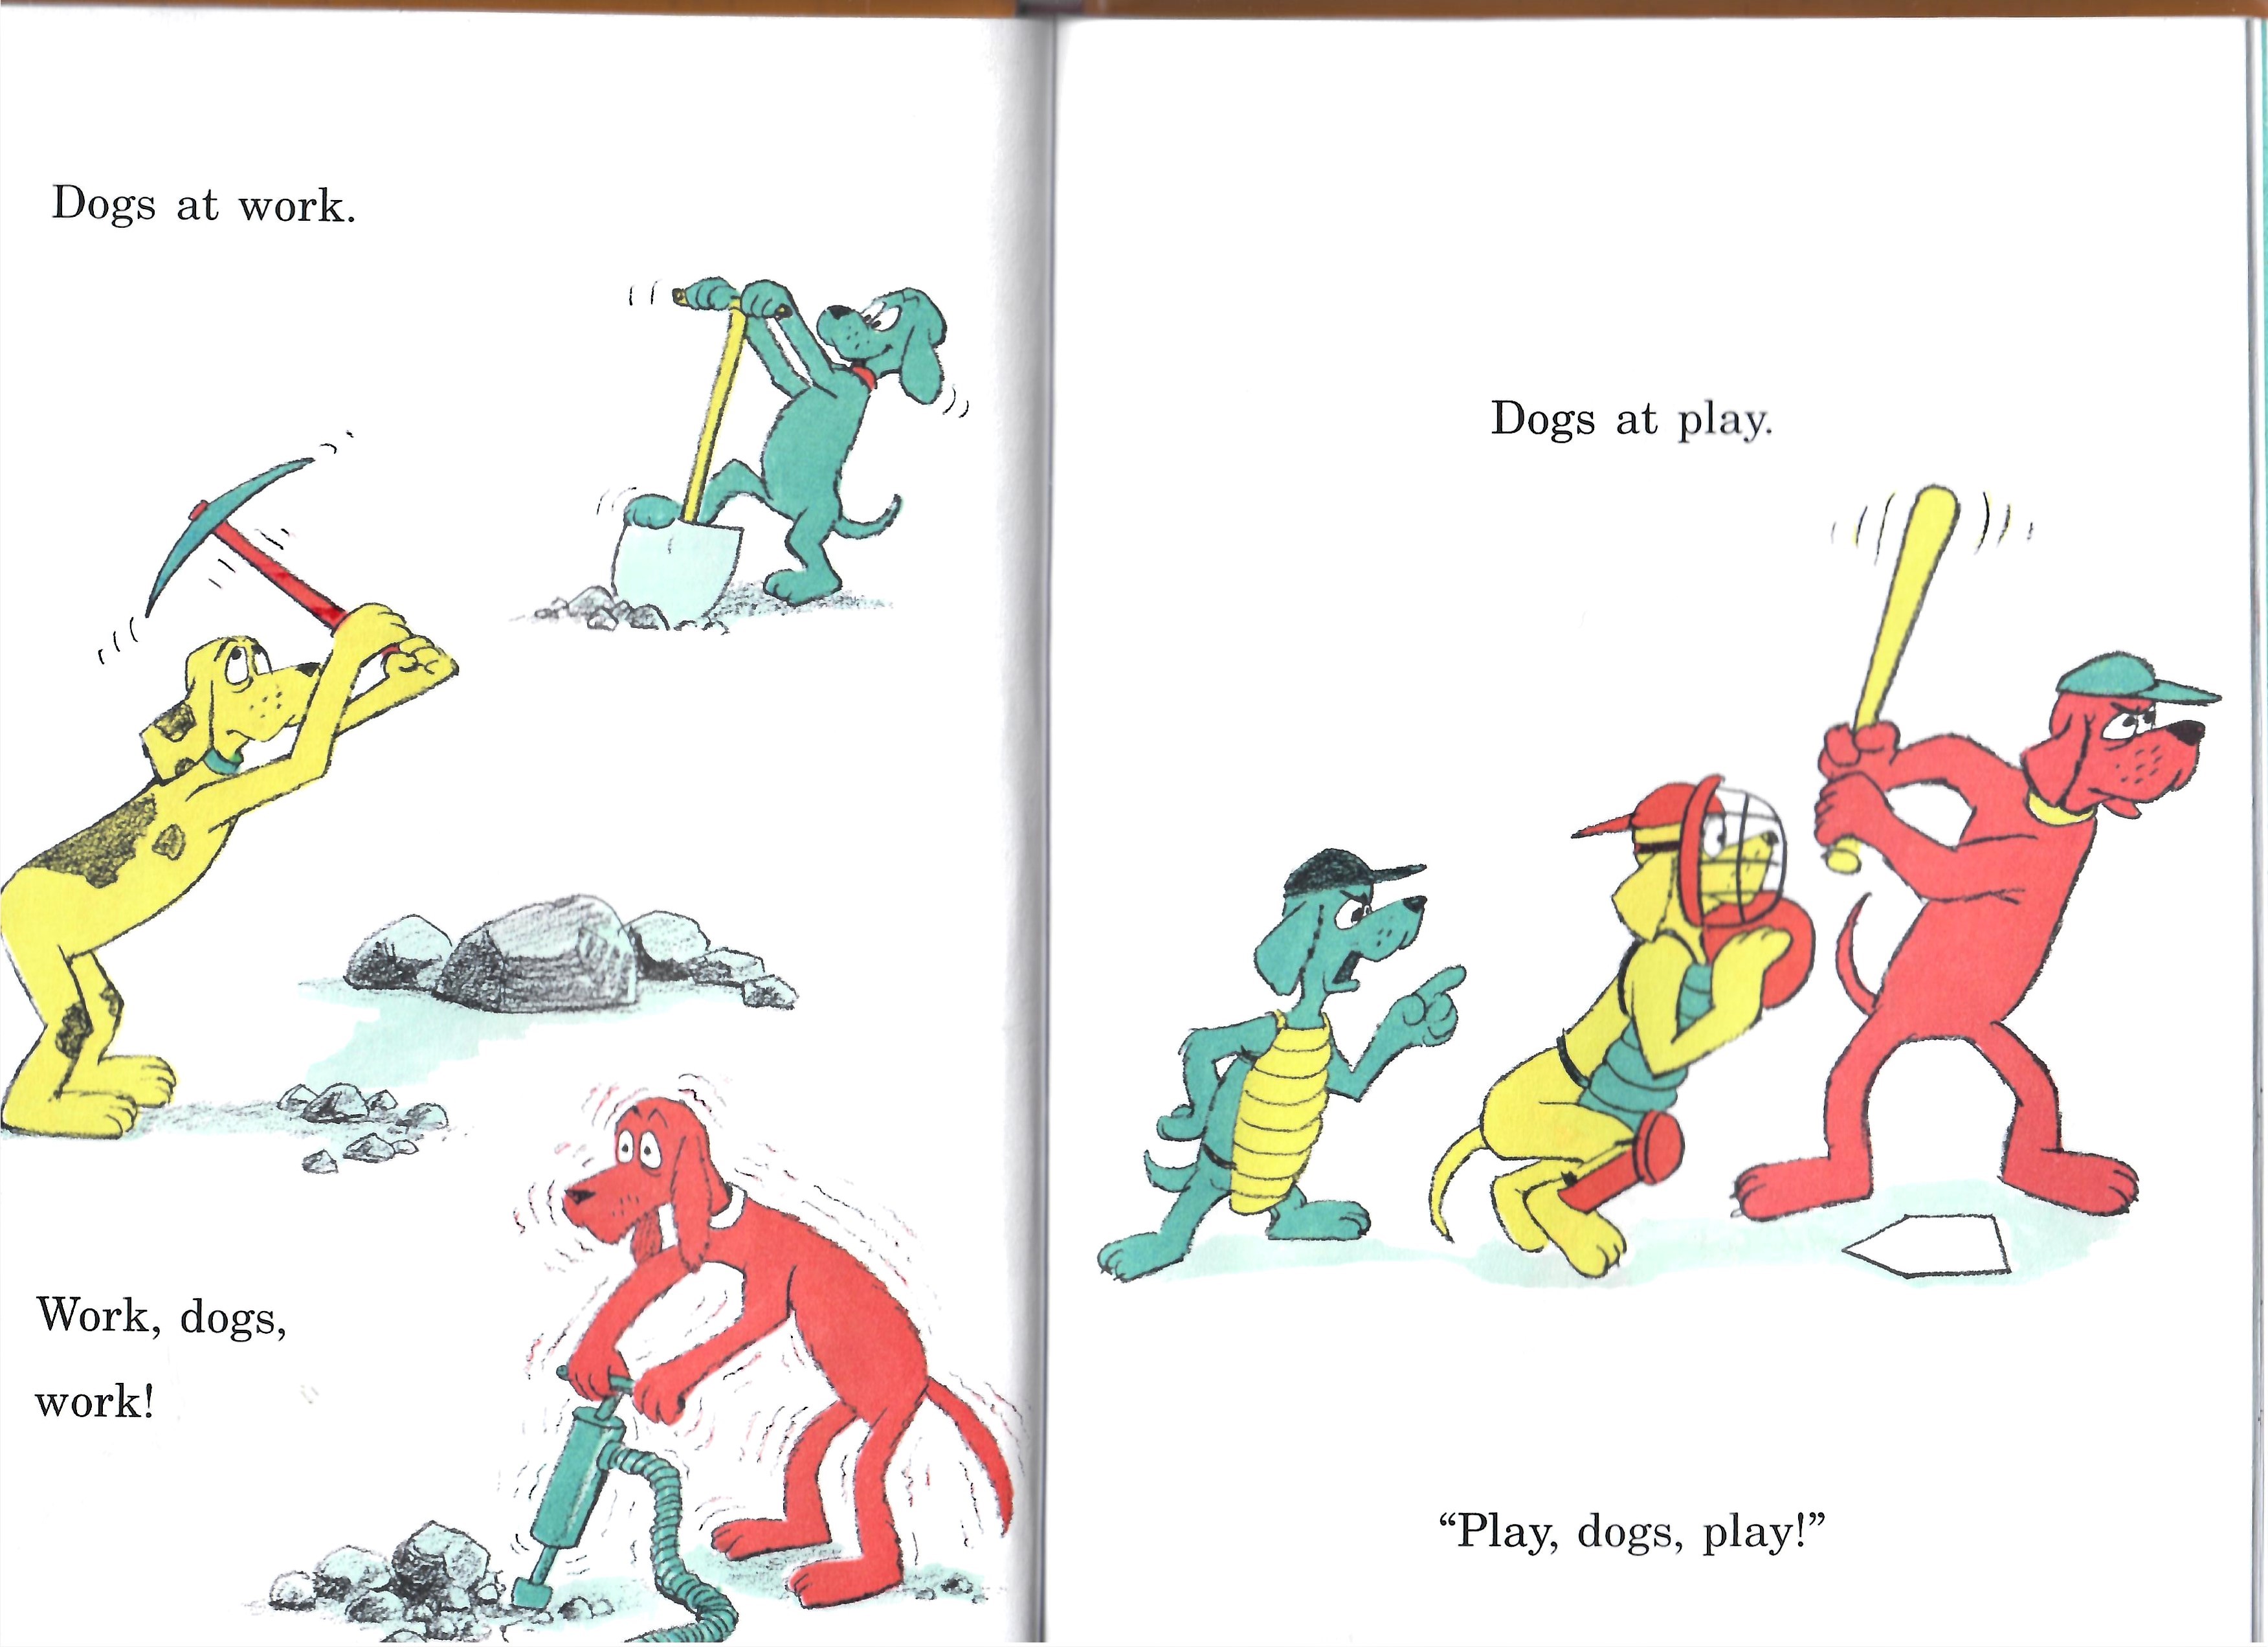 Dogs at work.
Work, dogs,
work!
Dogs at play.
“Play, dogs, play!”